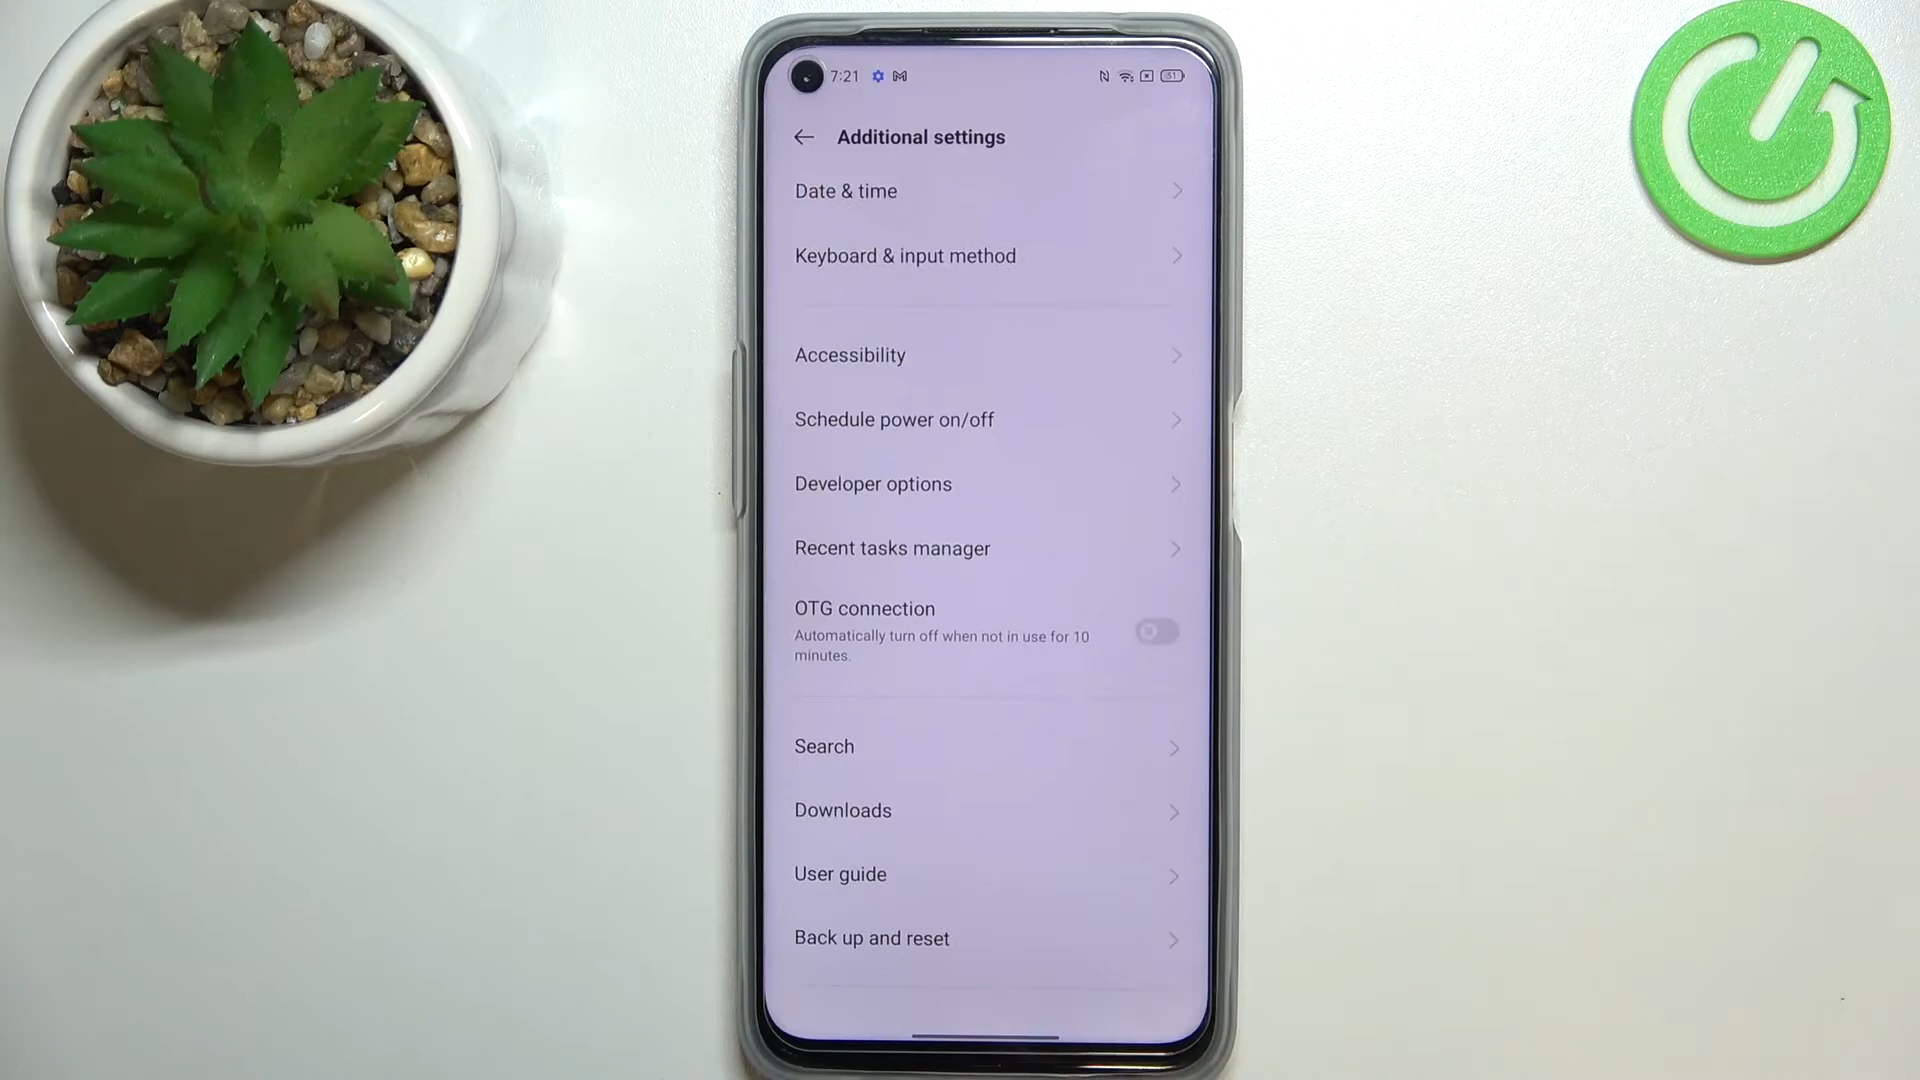 7:21
31
Additional settings
Date & time
Keyboard & input method
Accessibility
Schedule power on/off
Developer options
Recent tasks manager
OTG connection
Automatically turn off when not in use for 10
minutes.
Search
Downloads
User guide
Back up and reset